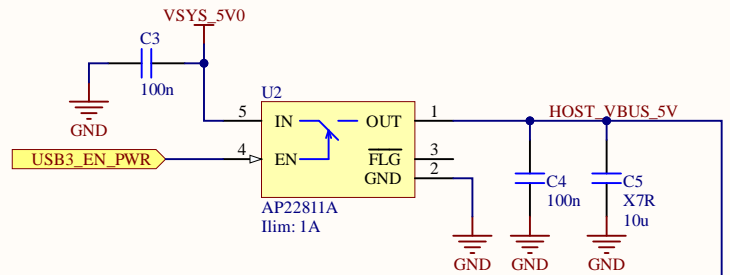 VSYS_5V0
C3
100n
GND
U2
5
IN
OUT
1
HOST_VBUS_5V
USB3_EN_PWR
4
EN
FLG
3
GND
2
AP22811A
Ilim: 1A
C4
100n
C5
X7R
10u
GND
GND
GND